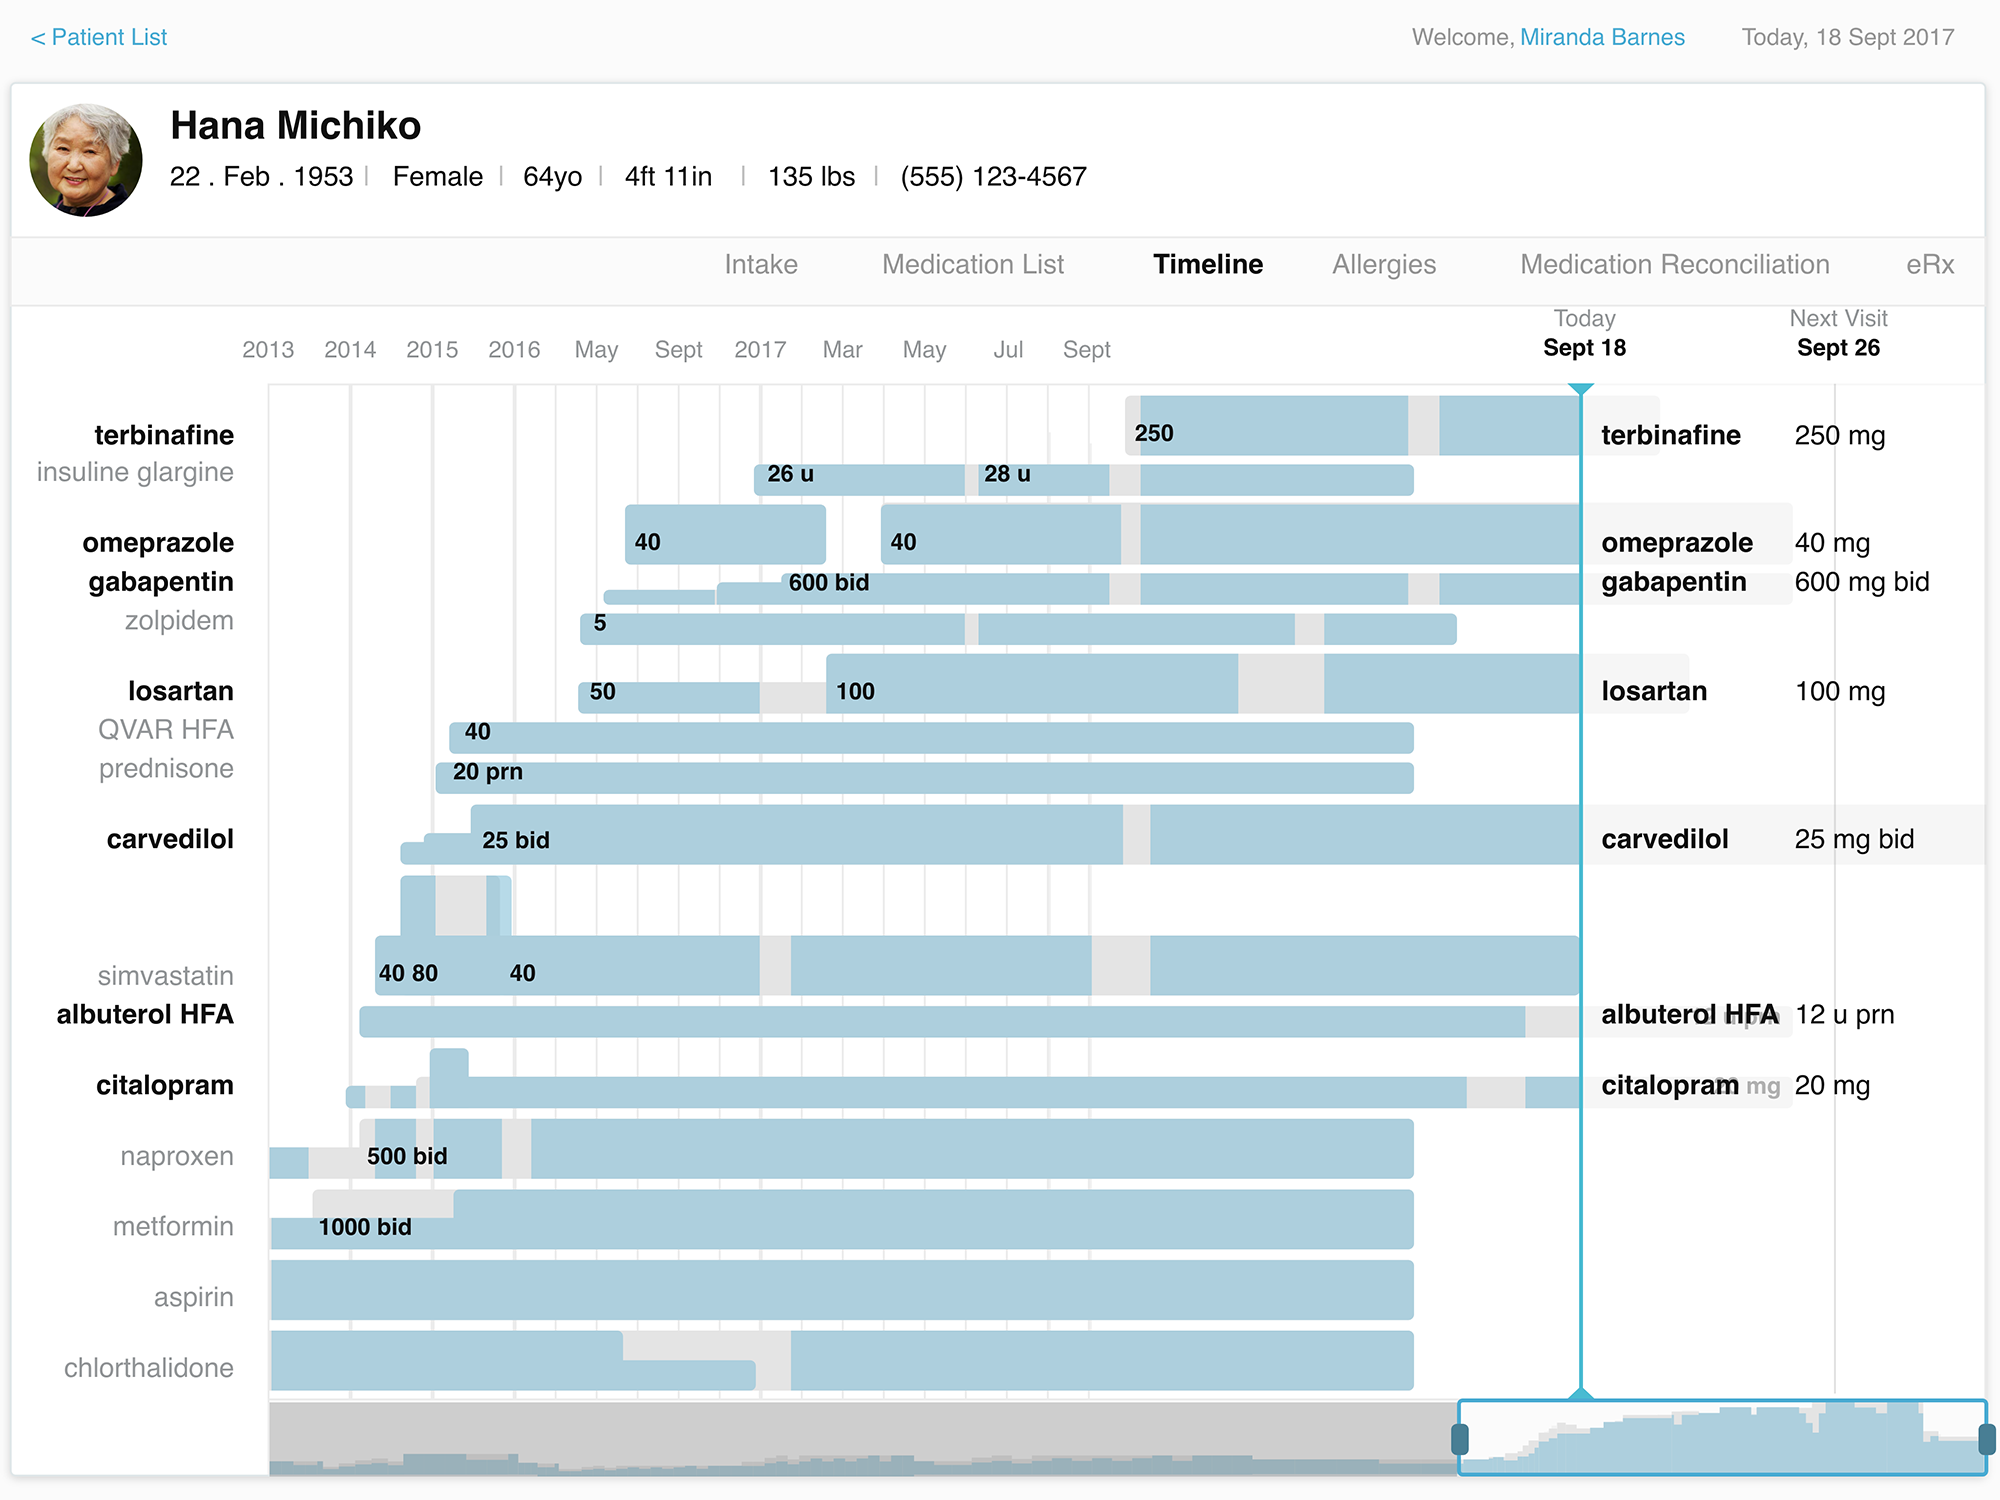 < Patient List
Welcome, Miranda Barnes
Today, 18 Sept 2017
Hana Michiko
22 . Feb . 1953 | Female | 64yo | 4ft 11in | 135 lbs | (555) 123-4567
Intake Medication List Timeline Allergies Medication Reconciliation eRx
Today Next Visit
2013 2014 2015 2016 May Sept 2017 Mar May Jul Sept Sept 18 Sept 26
terbinafine 250 terbinafine 250 mg
insuline glargine 26 u 28 u
omeprazole 40 40 omeprazole 40 mg
gabapentin 600 bid gabapentin 600 mg bid
zolpidem 5
losartan 50 100 losartan 100 mg
QVAR HFA 40
prednisone 20 prn
carvedilol 25 bid carvedilol 25 mg bid
simvastatin 40 80 40
albuterol HFA albuterol HFA 12 u prn
citalopram citalopram mg 20 mg
naproxen 500 bid
metformin 1000 bid
aspirin
chlorthalidone